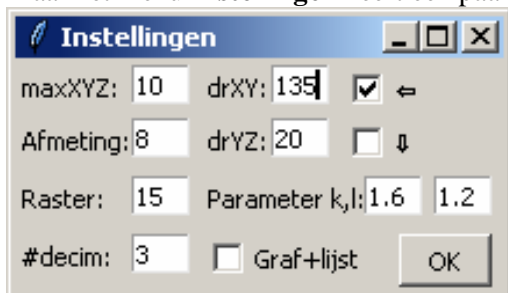 Instellingen
maxXYZ: 10 drXY: 135 ⇐
Afmeting: 8 drYZ: 20 ⇓
Raster: 15 Parameter k,l: 1.6 1.2
#decim: 3 Graf+lijst OK